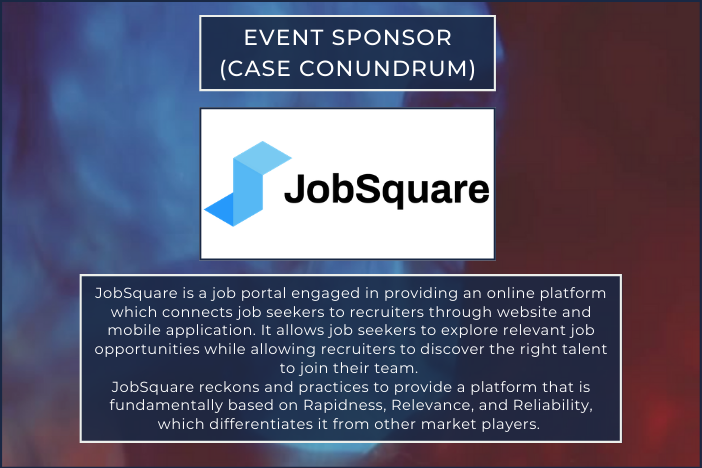 EVENT SPONSOR
(CASE CONUNDRUM)
JobSquare
JobSquare is a job portal engaged in providing an online platform
which connects job seekers to recruiters through website and
mobile application. It allows job seekers to explore relevant job
opportunities while allowing recruiters to discover the right talent
to join their team.
JobSquare reckons and practices to provide a platform that is
fundamentally based on Rapidness, Relevance, and Reliability,
which differentiates it from other market players.